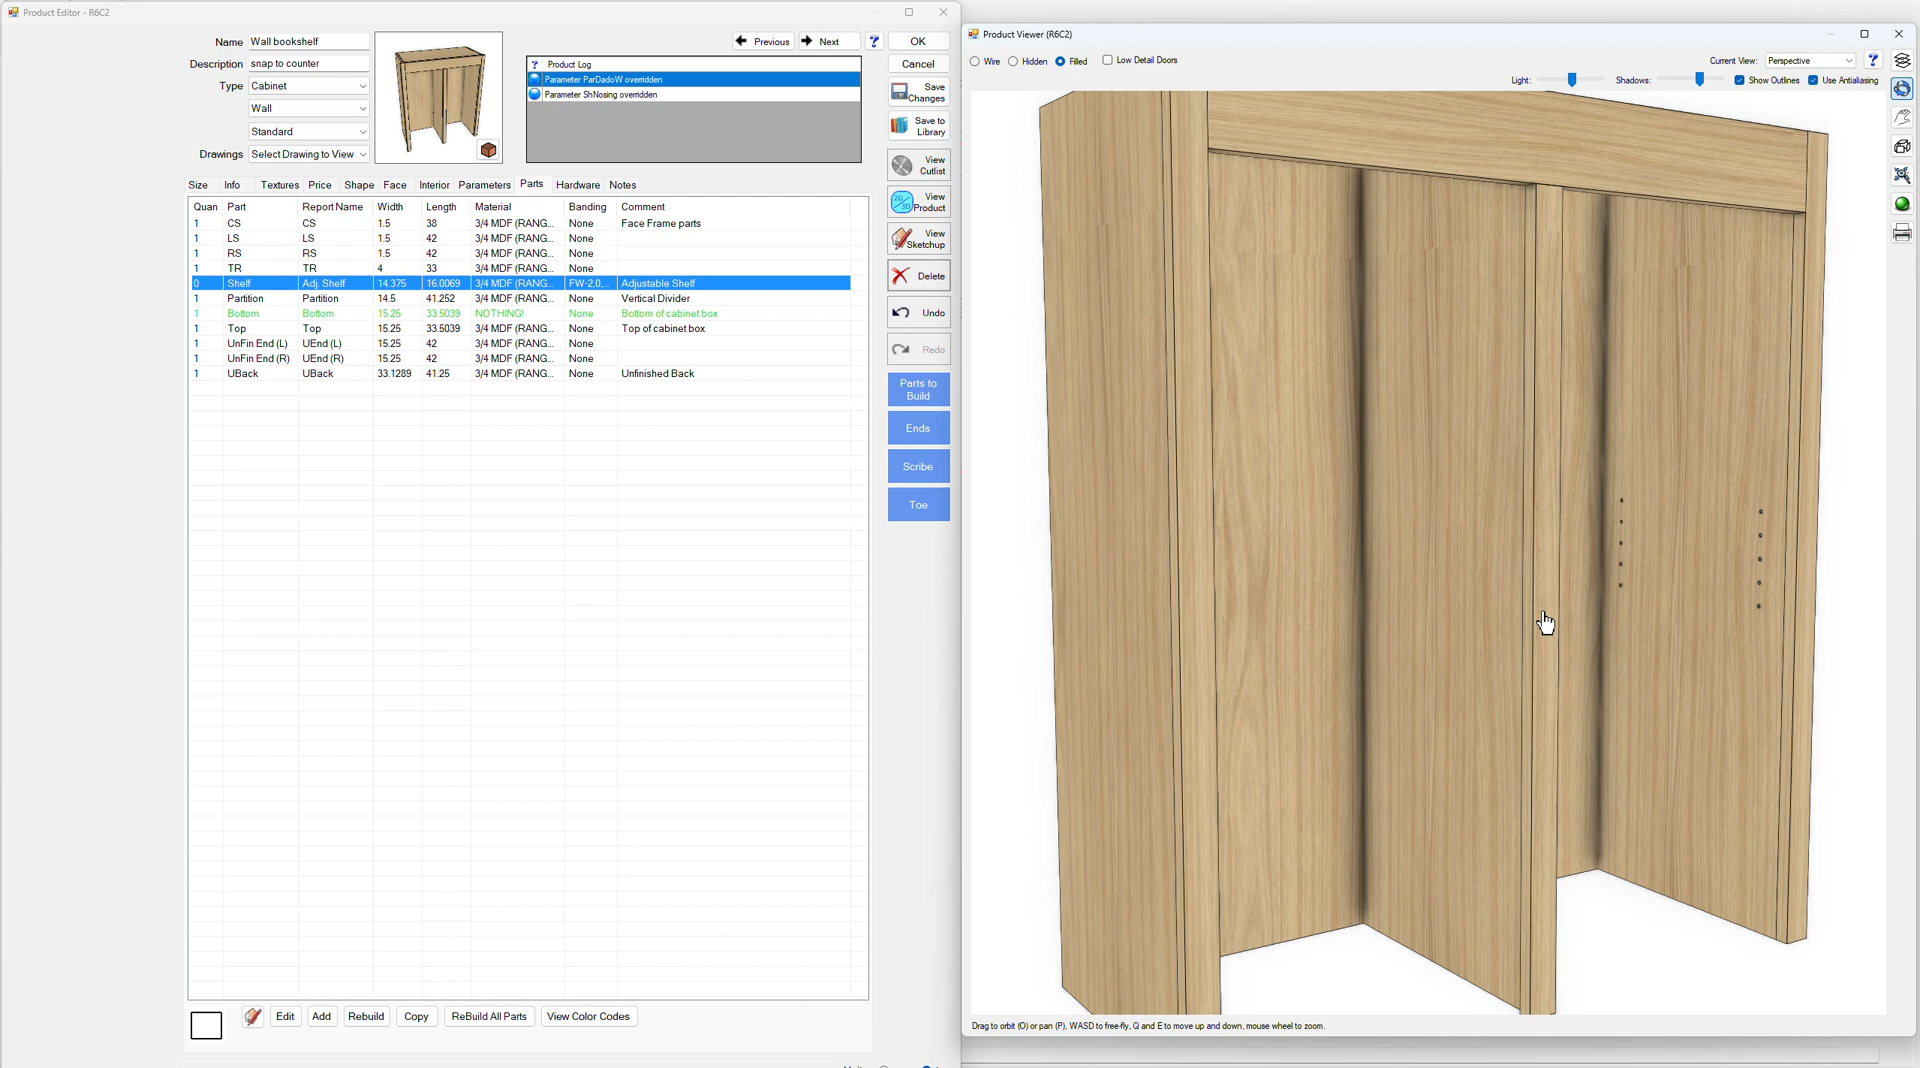 Product Editor - R6C2
Name Wall bookshelf
Description snap to counter
Type Cabinet
Wall
Standard
Drawings Select Drawing to View
Previous Next ? OK
? Product Log
Parameter ParDadoW overridden
Parameter ShNosing overridden
Cancel
Save Changes
Save to Library
View Cutlist
2D/3D View Product
View Sketchup
Delete
Undo
Redo
Parts to Build
Ends
Scribe
Toe
Size Info Textures Price Shape Face Interior Parameters Parts Hardware Notes
Quan Part Report Name Width Length Material Banding Comment
1 CS CS 1.5 38 3/4 MDF (RANG... None Face Frame parts
1 LS LS 1.5 42 3/4 MDF (RANG... None
1 RS RS 1.5 42 3/4 MDF (RANG... None
1 TR TR 4 33 3/4 MDF (RANG... None
0 Shelf Adj. Shelf 14.375 16.0069 3/4 MDF (RANG... FW-2.0,... Adjustable Shelf
1 Partition Partition 14.5 41.252 3/4 MDF (RANG... None Vertical Divider
1 Bottom Bottom 15.25 33.5039 NOTHING! None Bottom of cabinet box
1 Top Top 15.25 33.5039 3/4 MDF (RANG... None Top of cabinet box
1 UnFin End (L) UEnd (L) 15.25 42 3/4 MDF (RANG... None
1 UnFin End (R) UEnd (R) 15.25 42 3/4 MDF (RANG... None
1 UBack UBack 33.1289 41.25 3/4 MDF (RANG... None Unfinished Back
Edit Add Rebuild Copy ReBuild All Parts View Color Codes
Product Viewer (R6C2)
Wire Hidden Filled Low Detail Doors
Current View: Perspective ?
Light: Shadows: Show Outlines Use Antialiasing
Drag to orbit (O) or pan (P), WASD to free-fly, Q and E to move up and down, mouse wheel to zoom.